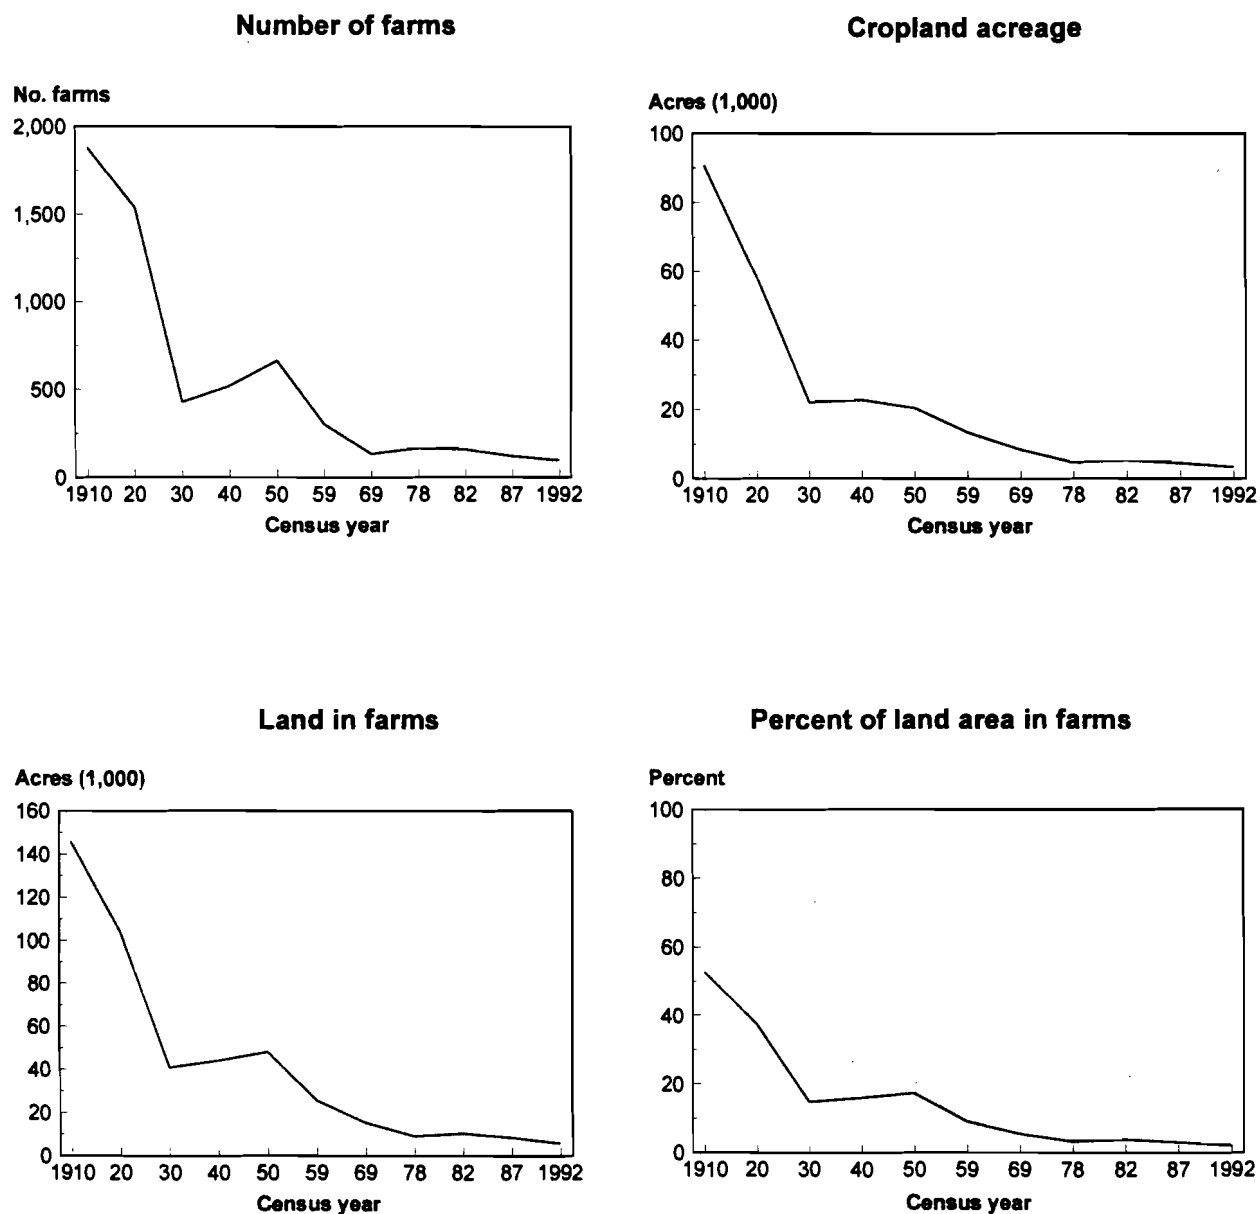 Number of farms
No. farms
2,000
1,500
1,000
500
0
1910 20 30 40 50 59 69 78 82 87 1992
Census year
Cropland acreage
Acres (1,000)
100
80
60
40
20
0
1910 20 30 40 50 59 69 78 82 87 1992
Census year
Land in farms
Acres (1,000)
160
140
120
100
80
60
40
20
0
1910 20 30 40 50 59 69 78 82 87 1992
Census year
Percent of land area in farms
Percent
100
80
60
40
20
0
1910 20 30 40 50 59 69 78 82 87 1992
Census year